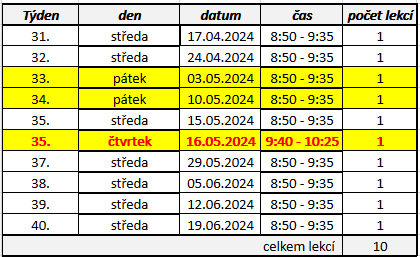 Týden den datum čas počet lekcí
31. středa 17.04.2024 8:50 - 9:35 1
32. středa 24.04.2024 8:50 - 9:35 1
33. pátek 03.05.2024 8:50 - 9:35 1
34. pátek 10.05.2024 8:50 - 9:35 1
35. středa 15.05.2024 8:50 - 9:35 1
35. čtvrtek 16.05.2024 9:40 - 10:25 1
37. středa 29.05.2024 8:50 - 9:35 1
38. středa 05.06.2024 8:50 - 9:35 1
39. středa 12.06.2024 8:50 - 9:35 1
40. středa 19.06.2024 8:50 - 9:35 1
celkem lekcí 10